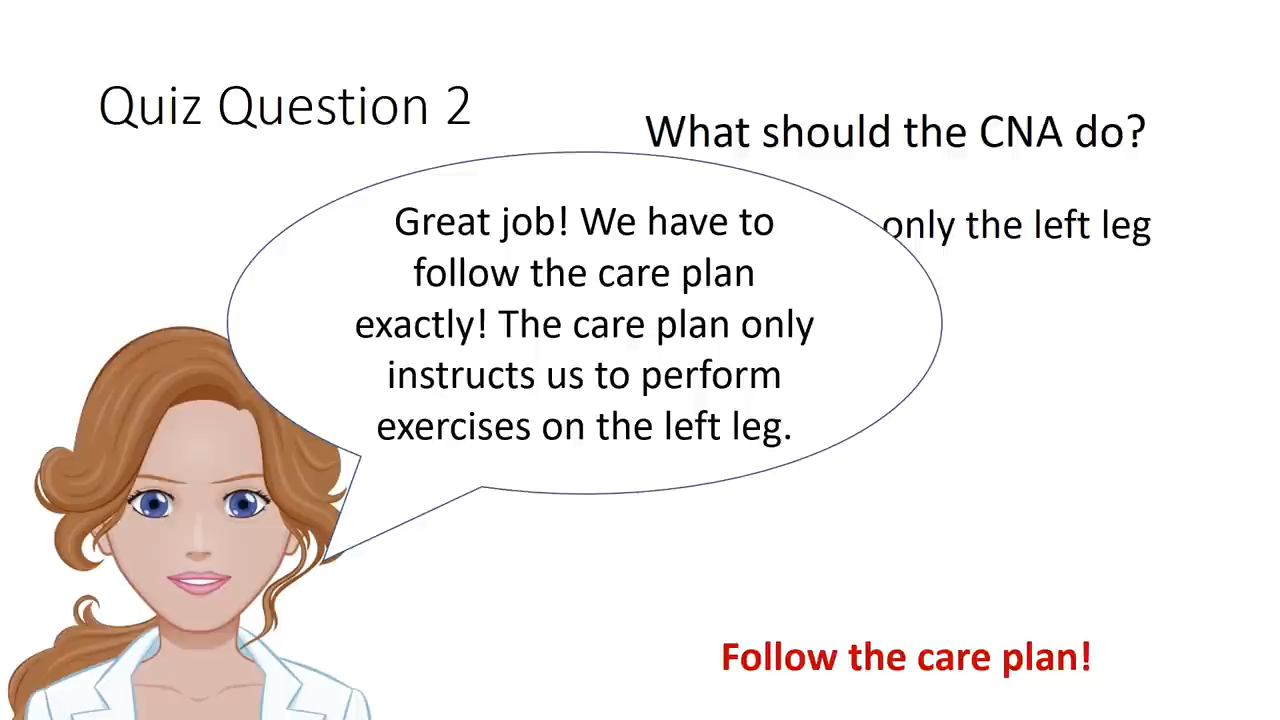 Quiz Question 2
What should the CNA do?
only the left leg
Great job! We have to
follow the care plan
exactly! The care plan only
instructs us to perform
exercises on the left leg.
Follow the care plan!